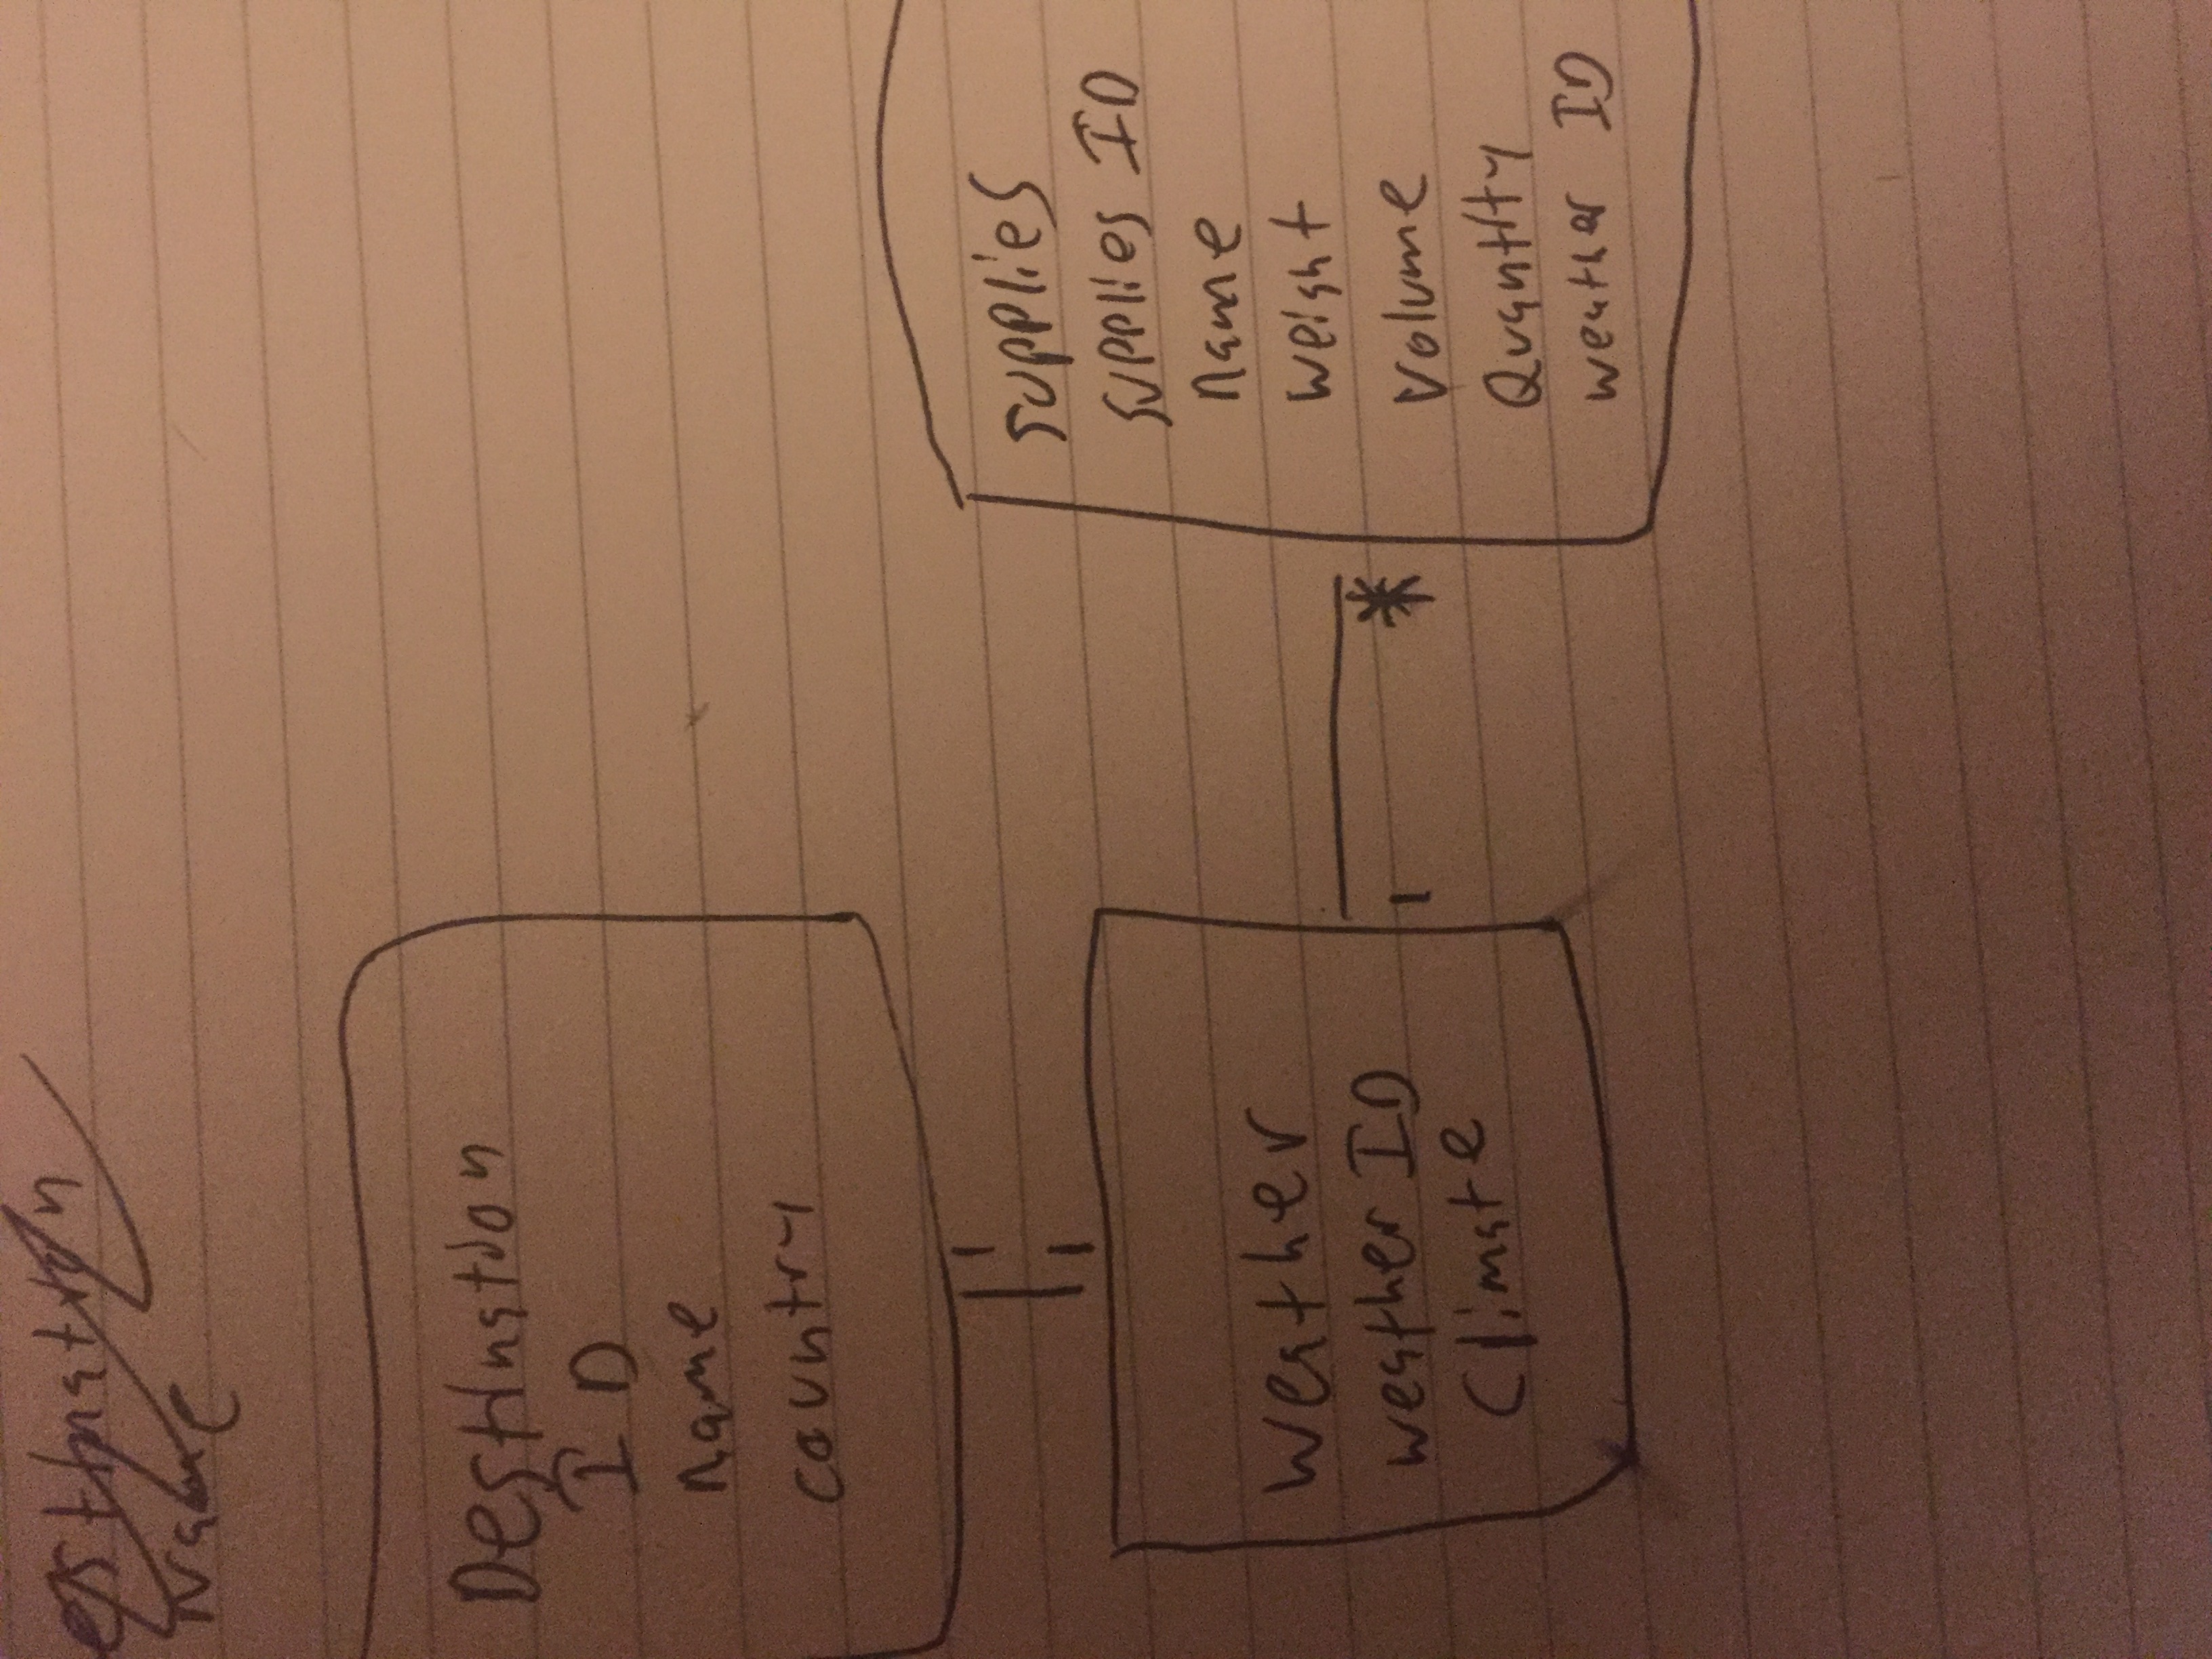 estination
Name
Destination
ID
name
country
1
1
weather
weather ID
Climate
1
*
supplies
supplies ID
name
weight
volume
Quantity
weather ID